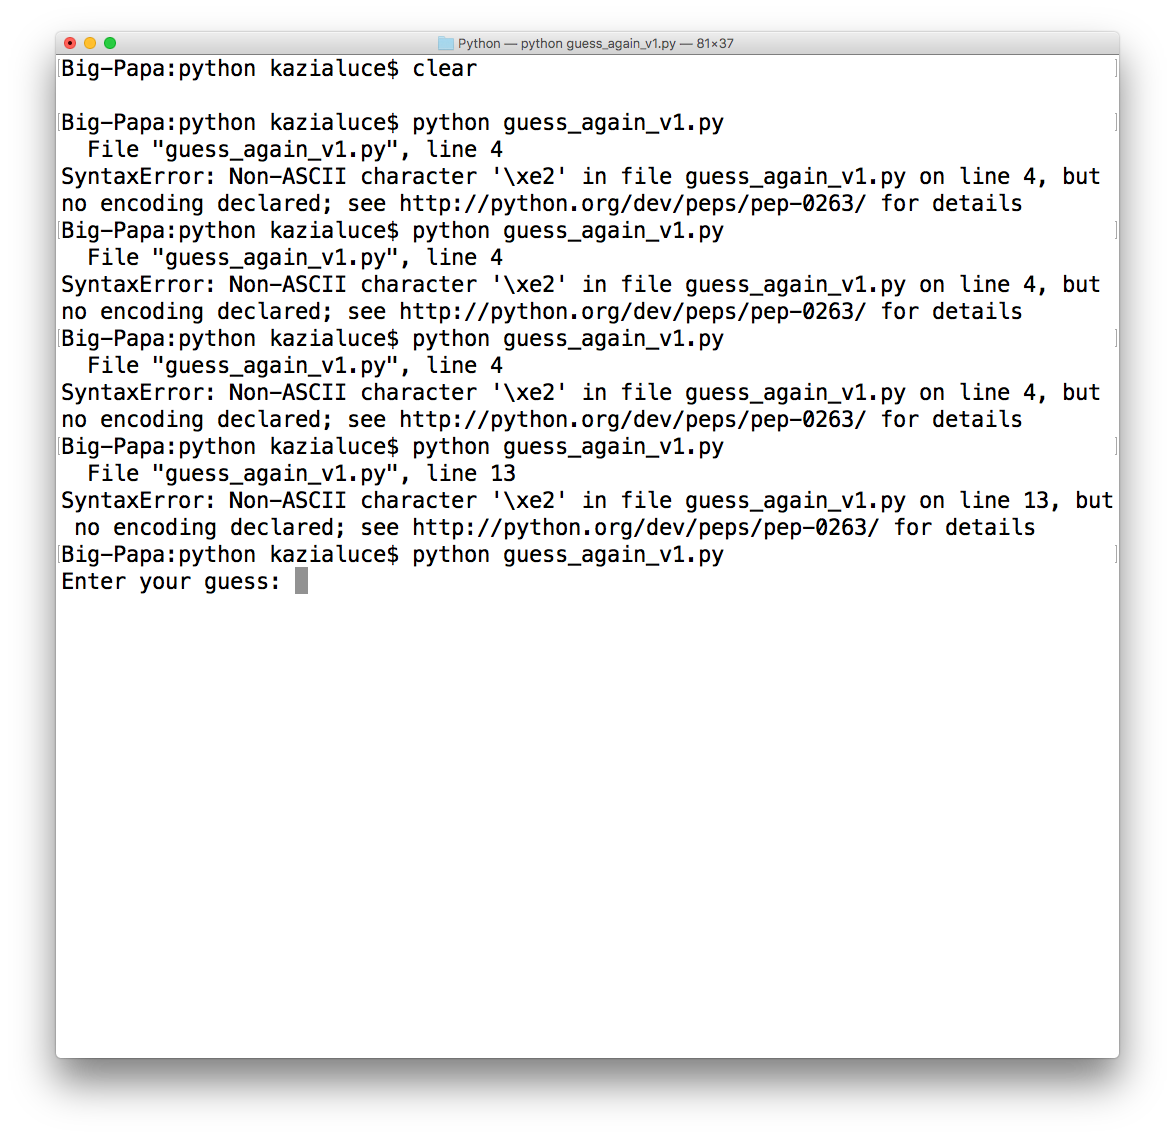 Python — python guess_again_v1.py — 81×37
Big-Papa:python kazialuce$ clear
Big-Papa:python kazialuce$ python guess_again_v1.py
File "guess_again_v1.py", line 4
SyntaxError: Non-ASCII character '\xe2' in file guess_again_v1.py on line 4, but
no encoding declared; see http://python.org/dev/peps/pep-0263/ for details
Big-Papa:python kazialuce$ python guess_again_v1.py
File "guess_again_v1.py", line 4
SyntaxError: Non-ASCII character '\xe2' in file guess_again_v1.py on line 4, but
no encoding declared; see http://python.org/dev/peps/pep-0263/ for details
Big-Papa:python kazialuce$ python guess_again_v1.py
File "guess_again_v1.py", line 4
SyntaxError: Non-ASCII character '\xe2' in file guess_again_v1.py on line 4, but
no encoding declared; see http://python.org/dev/peps/pep-0263/ for details
Big-Papa:python kazialuce$ python guess_again_v1.py
File "guess_again_v1.py", line 13
SyntaxError: Non-ASCII character '\xe2' in file guess_again_v1.py on line 13, but
no encoding declared; see http://python.org/dev/peps/pep-0263/ for details
Big-Papa:python kazialuce$ python guess_again_v1.py
Enter your guess: